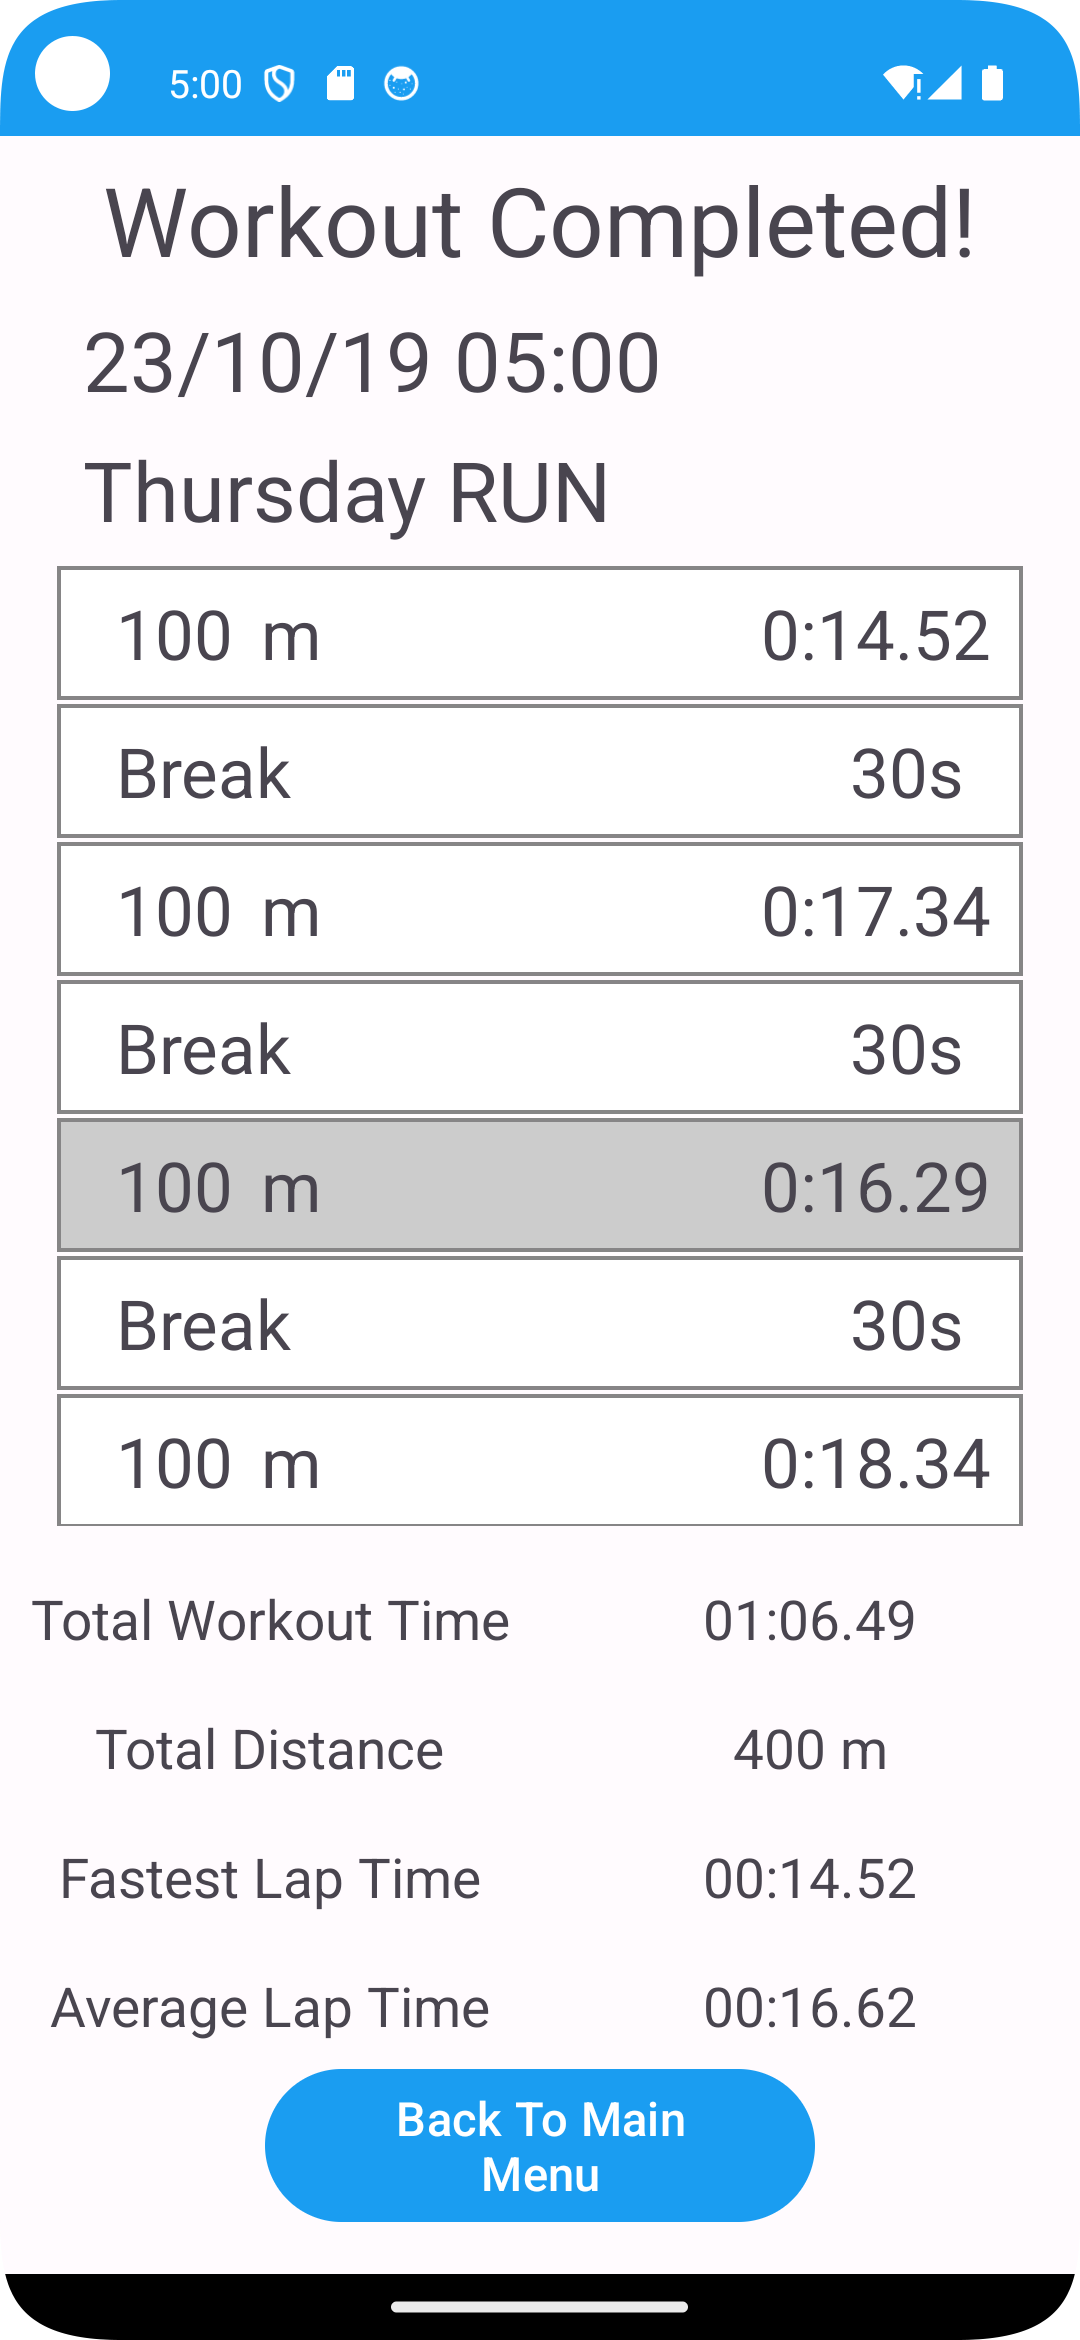 5:00
Workout Completed!
23/10/19 05:00
Thursday RUN
100 m 0:14.52
Break 30s
100 m 0:17.34
Break 30s
100 m 0:16.29
Break 30s
100 m 0:18.34
Total Workout Time 01:06.49
Total Distance 400 m
Fastest Lap Time 00:14.52
Average Lap Time 00:16.62
Back To Main
Menu